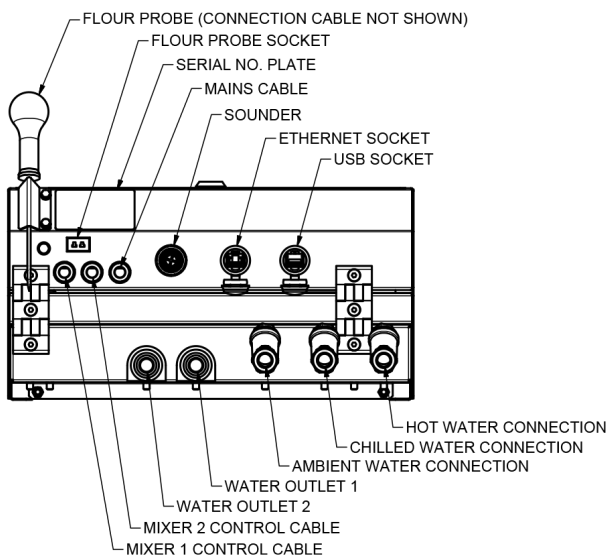 FLOUR PROBE (CONNECTION CABLE NOT SHOWN)
FLOUR PROBE SOCKET
SERIAL NO. PLATE
MAINS CABLE
SOUNDER
ETHERNET SOCKET
USB SOCKET
HOT WATER CONNECTION
CHILLED WATER CONNECTION
AMBIENT WATER CONNECTION
WATER OUTLET 1
WATER OUTLET 2
MIXER 2 CONTROL CABLE
MIXER 1 CONTROL CABLE